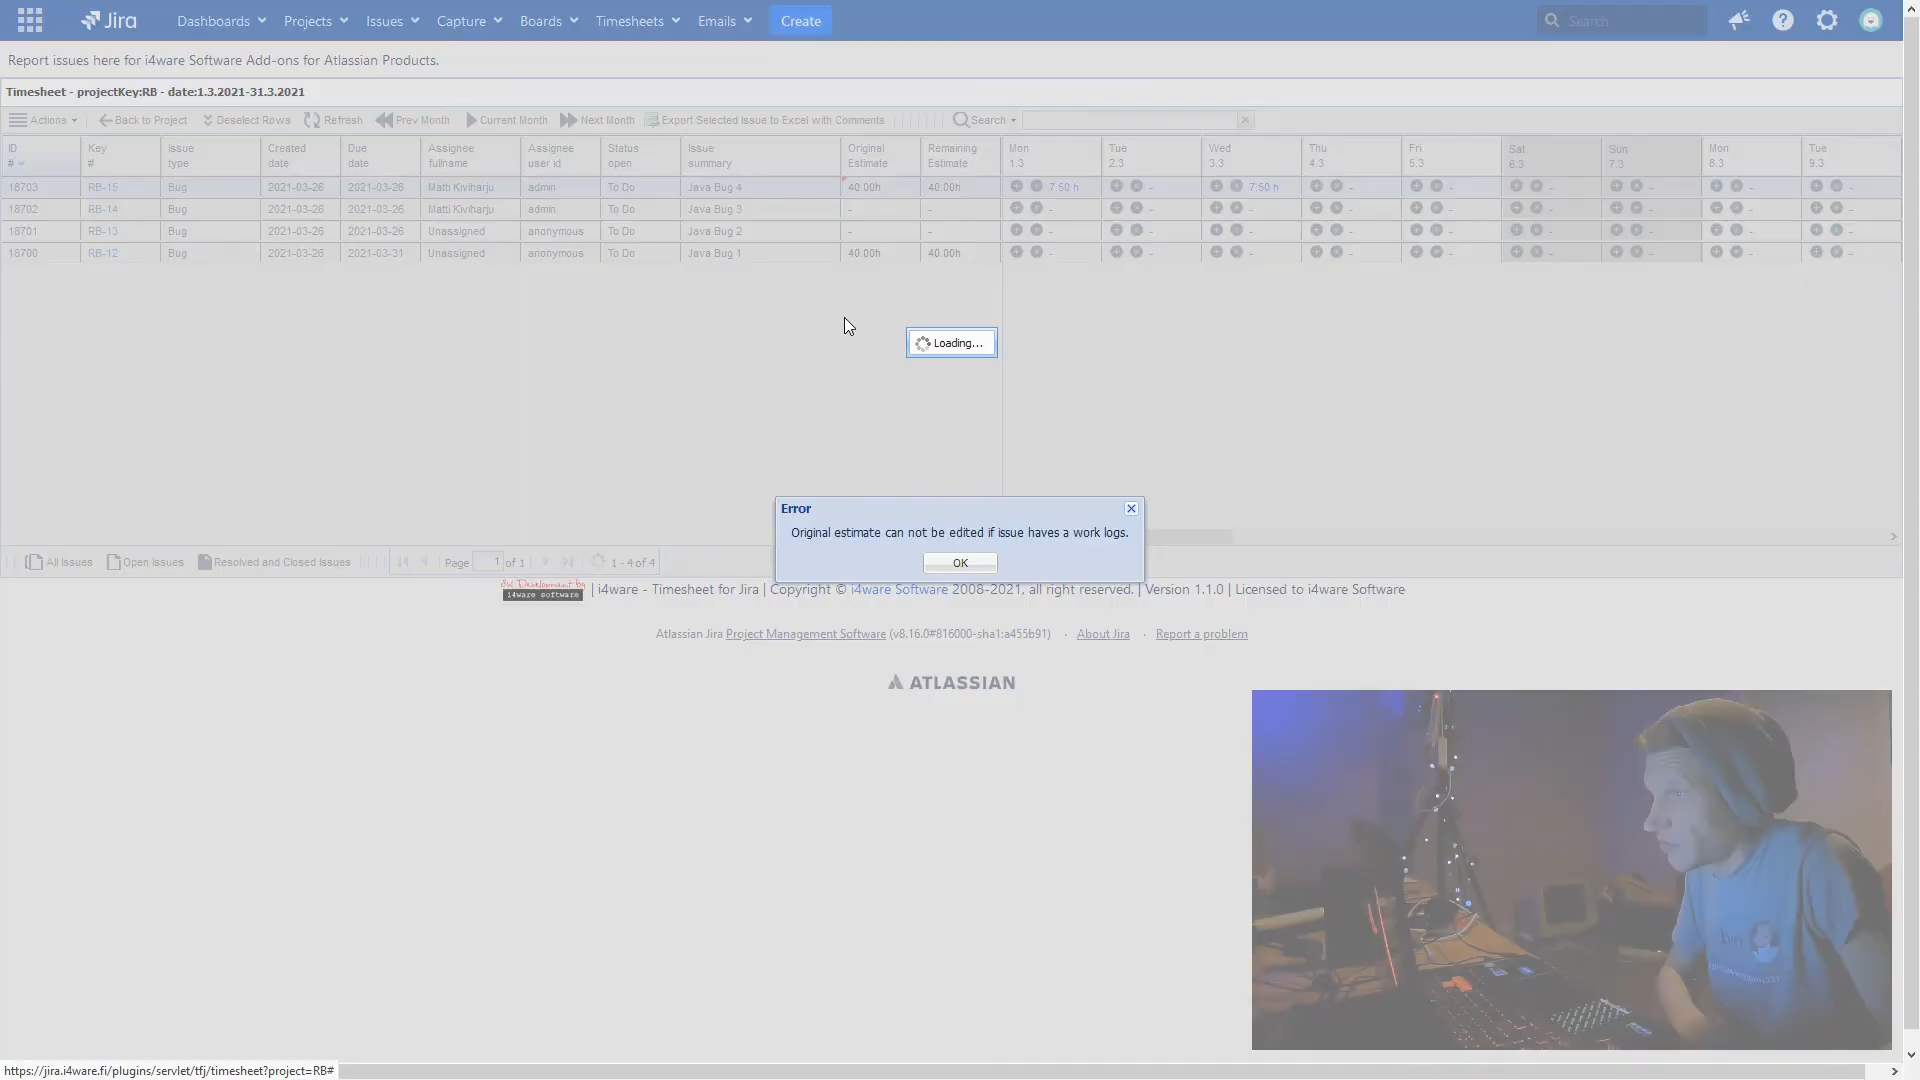 Jira Dashboards Projects Issues Capture Boards Timesheets Emails Create Search
Report issues here for i4ware Software Add-ons for Atlassian Products.
Timesheet - projectKey:RB - date:1.3.2021-31.3.2021
Actions Back to Project Deselect Rows Refresh Prev Month Current Month Next Month Export Selected Issue to Excel with Comments Search
ID Key Issue Created Due Assignee Assignee Status Issue Original Remaining Mon Tue Wed Thu Fri Sat Sun Mon Tue
# # type date date fullname user id open summary Estimate Estimate 1.3 2.3 3.3 4.3 5.3 6.3 7.3 8.3 9.3
18703 RB-15 Bug 2021-03-26 2021-03-26 Matti Kiviharju admin To Do Java Bug 4 40.00h 40.00h 7.50 h - 7.50 h - - - - - -
18702 RB-14 Bug 2021-03-26 2021-03-26 Matti Kiviharju admin To Do Java Bug 3 - - - - - - - - - - -
18701 RB-13 Bug 2021-03-26 2021-03-26 Unassigned anonymous To Do Java Bug 2 - - - - - - - - - - -
18700 RB-12 Bug 2021-03-26 2021-03-31 Unassigned anonymous To Do Java Bug 1 40.00h 40.00h - - - - - - - - -
Loading...
Error
Original estimate can not be edited if issue haves a work logs.
OK
All Issues Open Issues Resolved and Closed Issues Page 1 of 1 1 - 4 of 4
SW Development by
i4ware software
| i4ware - Timesheet for Jira | Copyright © i4ware Software 2008-2021, all right reserved. | Version 1.1.0 | Licensed to i4ware Software
Atlassian Jira Project Management Software (v8.16.0#816000-sha1:a455b91) · About Jira · Report a problem
ATLASSIAN
https://jira.i4ware.fi/plugins/servlet/tfj/timesheet?project=RB#